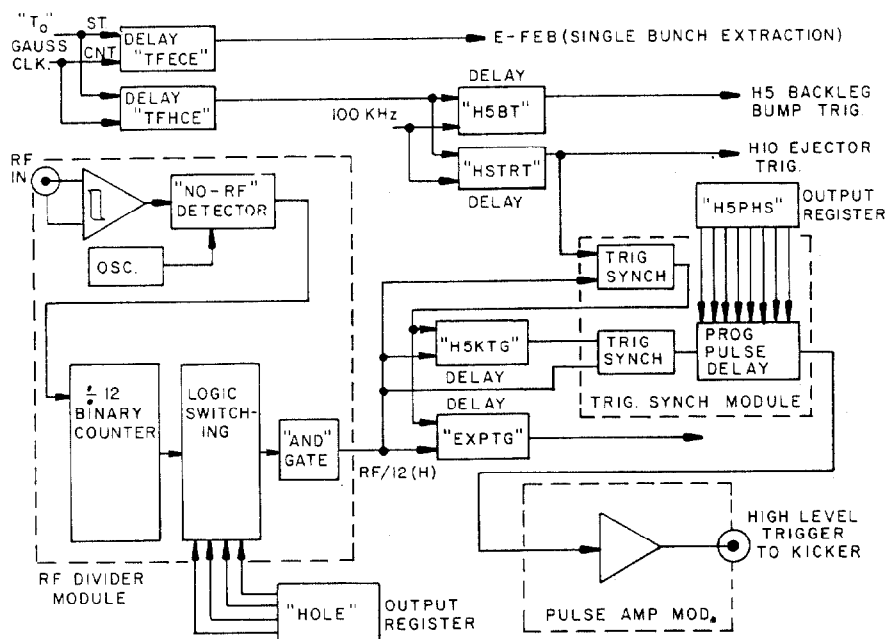 "To"
GAUSS
CLK.
ST.
CNT.
DELAY
"TFECE"
E-FEB (SINGLE BUNCH EXTRACTION)
DELAY
"TFHCE"
DELAY
"H5BT"
H5 BACKLEG
BUMP TRIG.
100 KHz
"HSTRT"
DELAY
H10 EJECTOR
TRIG.
RF
IN
"NO-RF"
DETECTOR
OSC.
"H5PHS"
OUTPUT
REGISTER
TRIG
SYNCH
"H5KTG"
DELAY
TRIG
SYNCH
PROG
PULSE
DELAY
TRIG. SYNCH MODULE
÷ 12
BINARY
COUNTER
LOGIC
SWITCH-
ING
"AND"
GATE
RF/12 (H)
DELAY
"EXPTG"
RF DIVIDER
MODULE
"HOLE"
OUTPUT
REGISTER
HIGH LEVEL
TRIGGER
TO KICKER
PULSE AMP MOD.